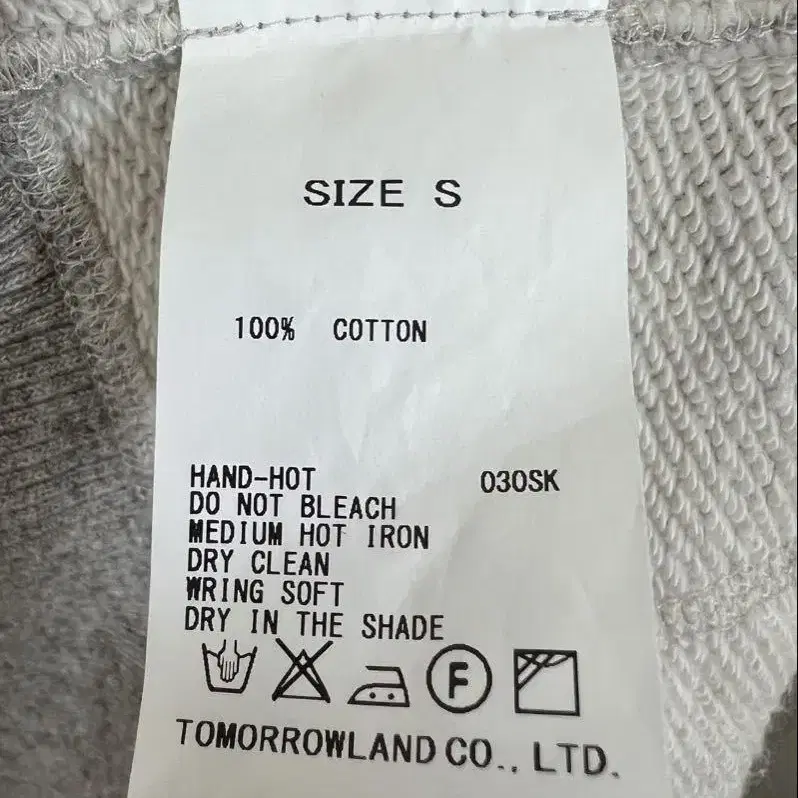 SIZE S
100% COTTON
HAND-HOT 030SK
DO NOT BLEACH
MEDIUM HOT IRON
DRY CLEAN
WRING SOFT
DRY IN THE SHADE
F
TOMORROWLAND CO., LTD.